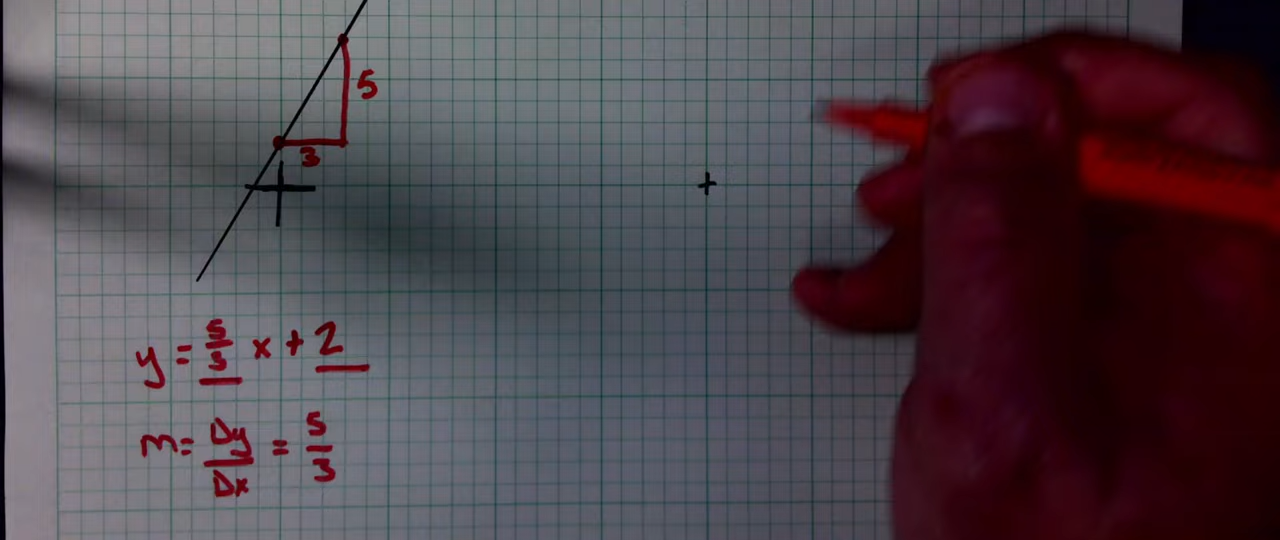 5
3
y = 5/3 x + 2
m = Δy/Δx = 5/3